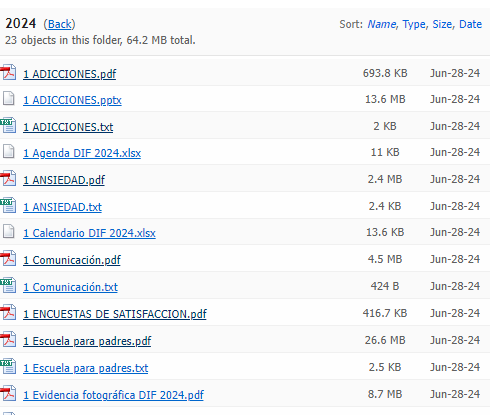 2024 (Back) Sort: Name, Type, Size, Date
23 objects in this folder, 64.2 MB total.
1 ADICCIONES.pdf 693.8 KB Jun-28-24
1 ADICCIONES.pptx 13.6 MB Jun-28-24
TXT 1 ADICCIONES.txt 2 KB Jun-28-24
1 Agenda DIF 2024.xlsx 11 KB Jun-28-24
1 ANSIEDAD.pdf 2.4 MB Jun-28-24
TXT 1 ANSIEDAD.txt 2.4 KB Jun-28-24
1 Calendario DIF 2024.xlsx 13.6 KB Jun-28-24
1 Comunicación.pdf 4.5 MB Jun-28-24
TXT 1 Comunicación.txt 424 B Jun-28-24
1 ENCUESTAS DE SATISFACCION.pdf 416.7 KB Jun-28-24
1 Escuela para padres.pdf 26.6 MB Jun-28-24
TXT 1 Escuela para padres.txt 2.5 KB Jun-28-24
1 Evidencia fotográfica DIF 2024.pdf 8.7 MB Jun-28-24